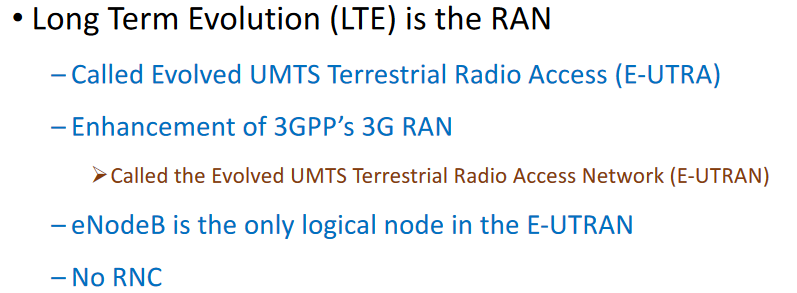 • Long Term Evolution (LTE) is the RAN
– Called Evolved UMTS Terrestrial Radio Access (E-UTRA)
– Enhancement of 3GPP’s 3G RAN
➢ Called the Evolved UMTS Terrestrial Radio Access Network (E-UTRAN)
– eNodeB is the only logical node in the E-UTRAN
– No RNC